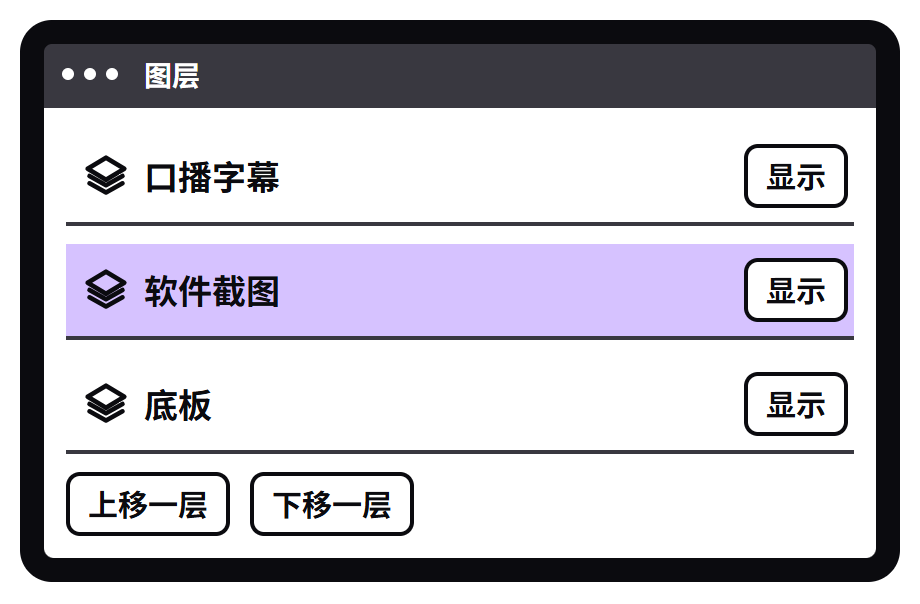 图层
口播字幕 显示
软件截图 显示
底板 显示
上移一层 下移一层